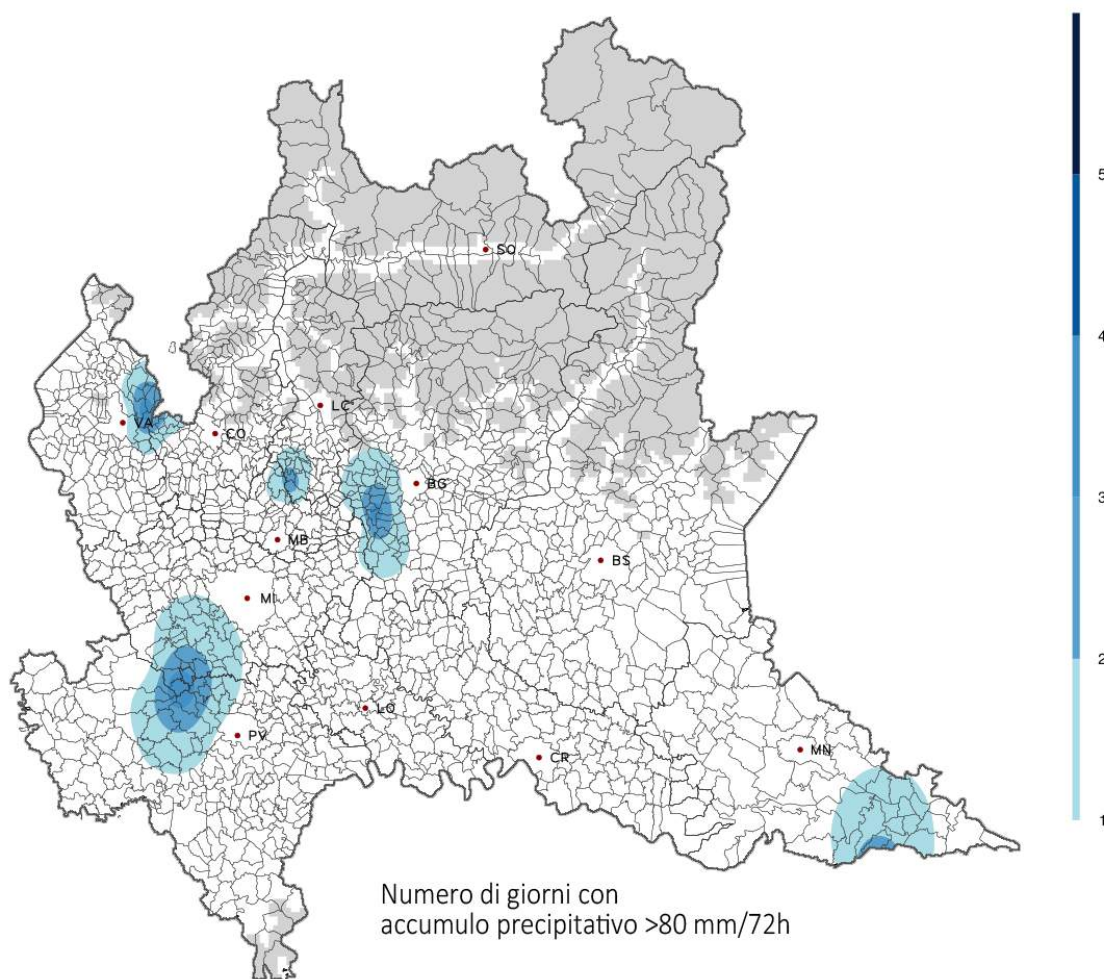 5
SO
4
LC
VA
CO
BG
3
MB
BS
MI
2
LO
PV
MN
CR
1
Numero di giorni con
accumulo precipitativo >80 mm/72h